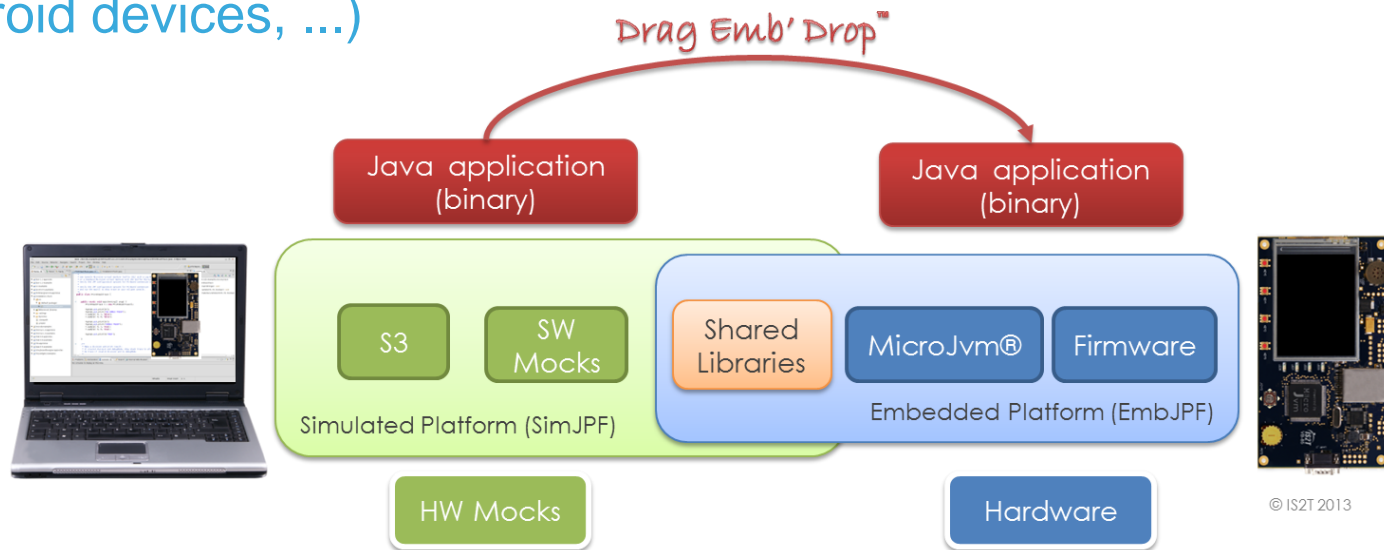 roid devices, ...)
Drag Emb' Drop™
Java application
(binary)
Java application
(binary)
S3
SW
Mocks
Shared
Libraries
MicroJvm®
Firmware
Simulated Platform (SimJPF)
Embedded Platform (EmbJPF)
HW Mocks
Hardware
© IS2T 2013